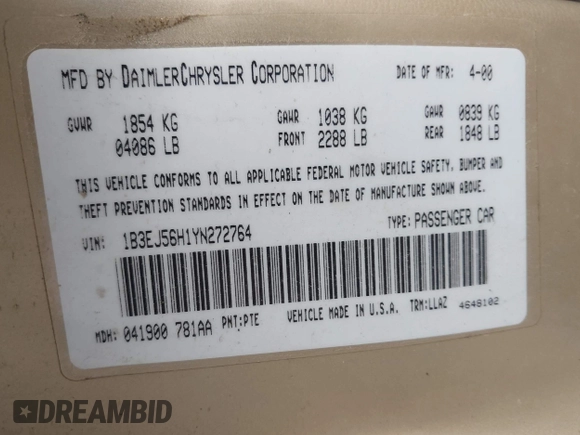 MFD BY DAIMLERCHRYSLER CORPORATION DATE OF MFR: 4-00
GVWR 1854 KG GAWR 1038 KG GAWR 0839 KG
04086 LB FRONT 2288 LB REAR 1848 LB
THIS VEHICLE CONFORMS TO ALL APPLICABLE FEDERAL MOTOR VEHICLE SAFETY, BUMPER AND
THEFT PREVENTION STANDARDS IN EFFECT ON THE DATE OF MANUFACTURE SHOWN ABOVE.
VIN: 1B3EJ56H1YN272764 TYPE: PASSENGER CAR
MDH: 041900 781AA PNT:PTE VEHICLE MADE IN U.S.A. TRM:LLAZ 4648102
DREAMBID